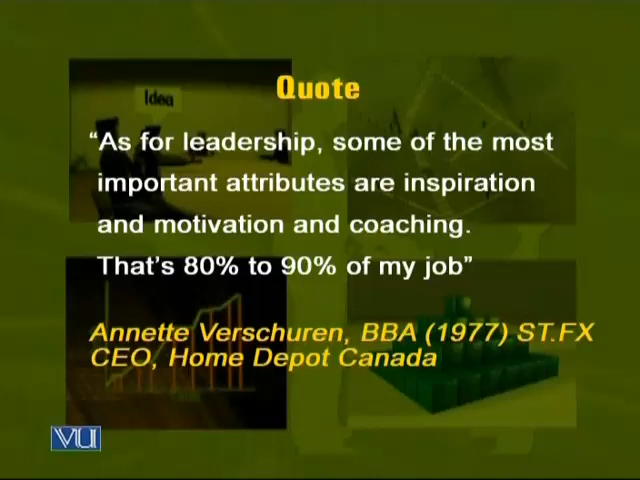 Quote
Idea
“As for leadership, some of the most
important attributes are inspiration
and motivation and coaching.
That's 80% to 90% of my job”
Annette Verschuren, BBA (1977) ST.FX
CEO, Home Depot Canada
VU